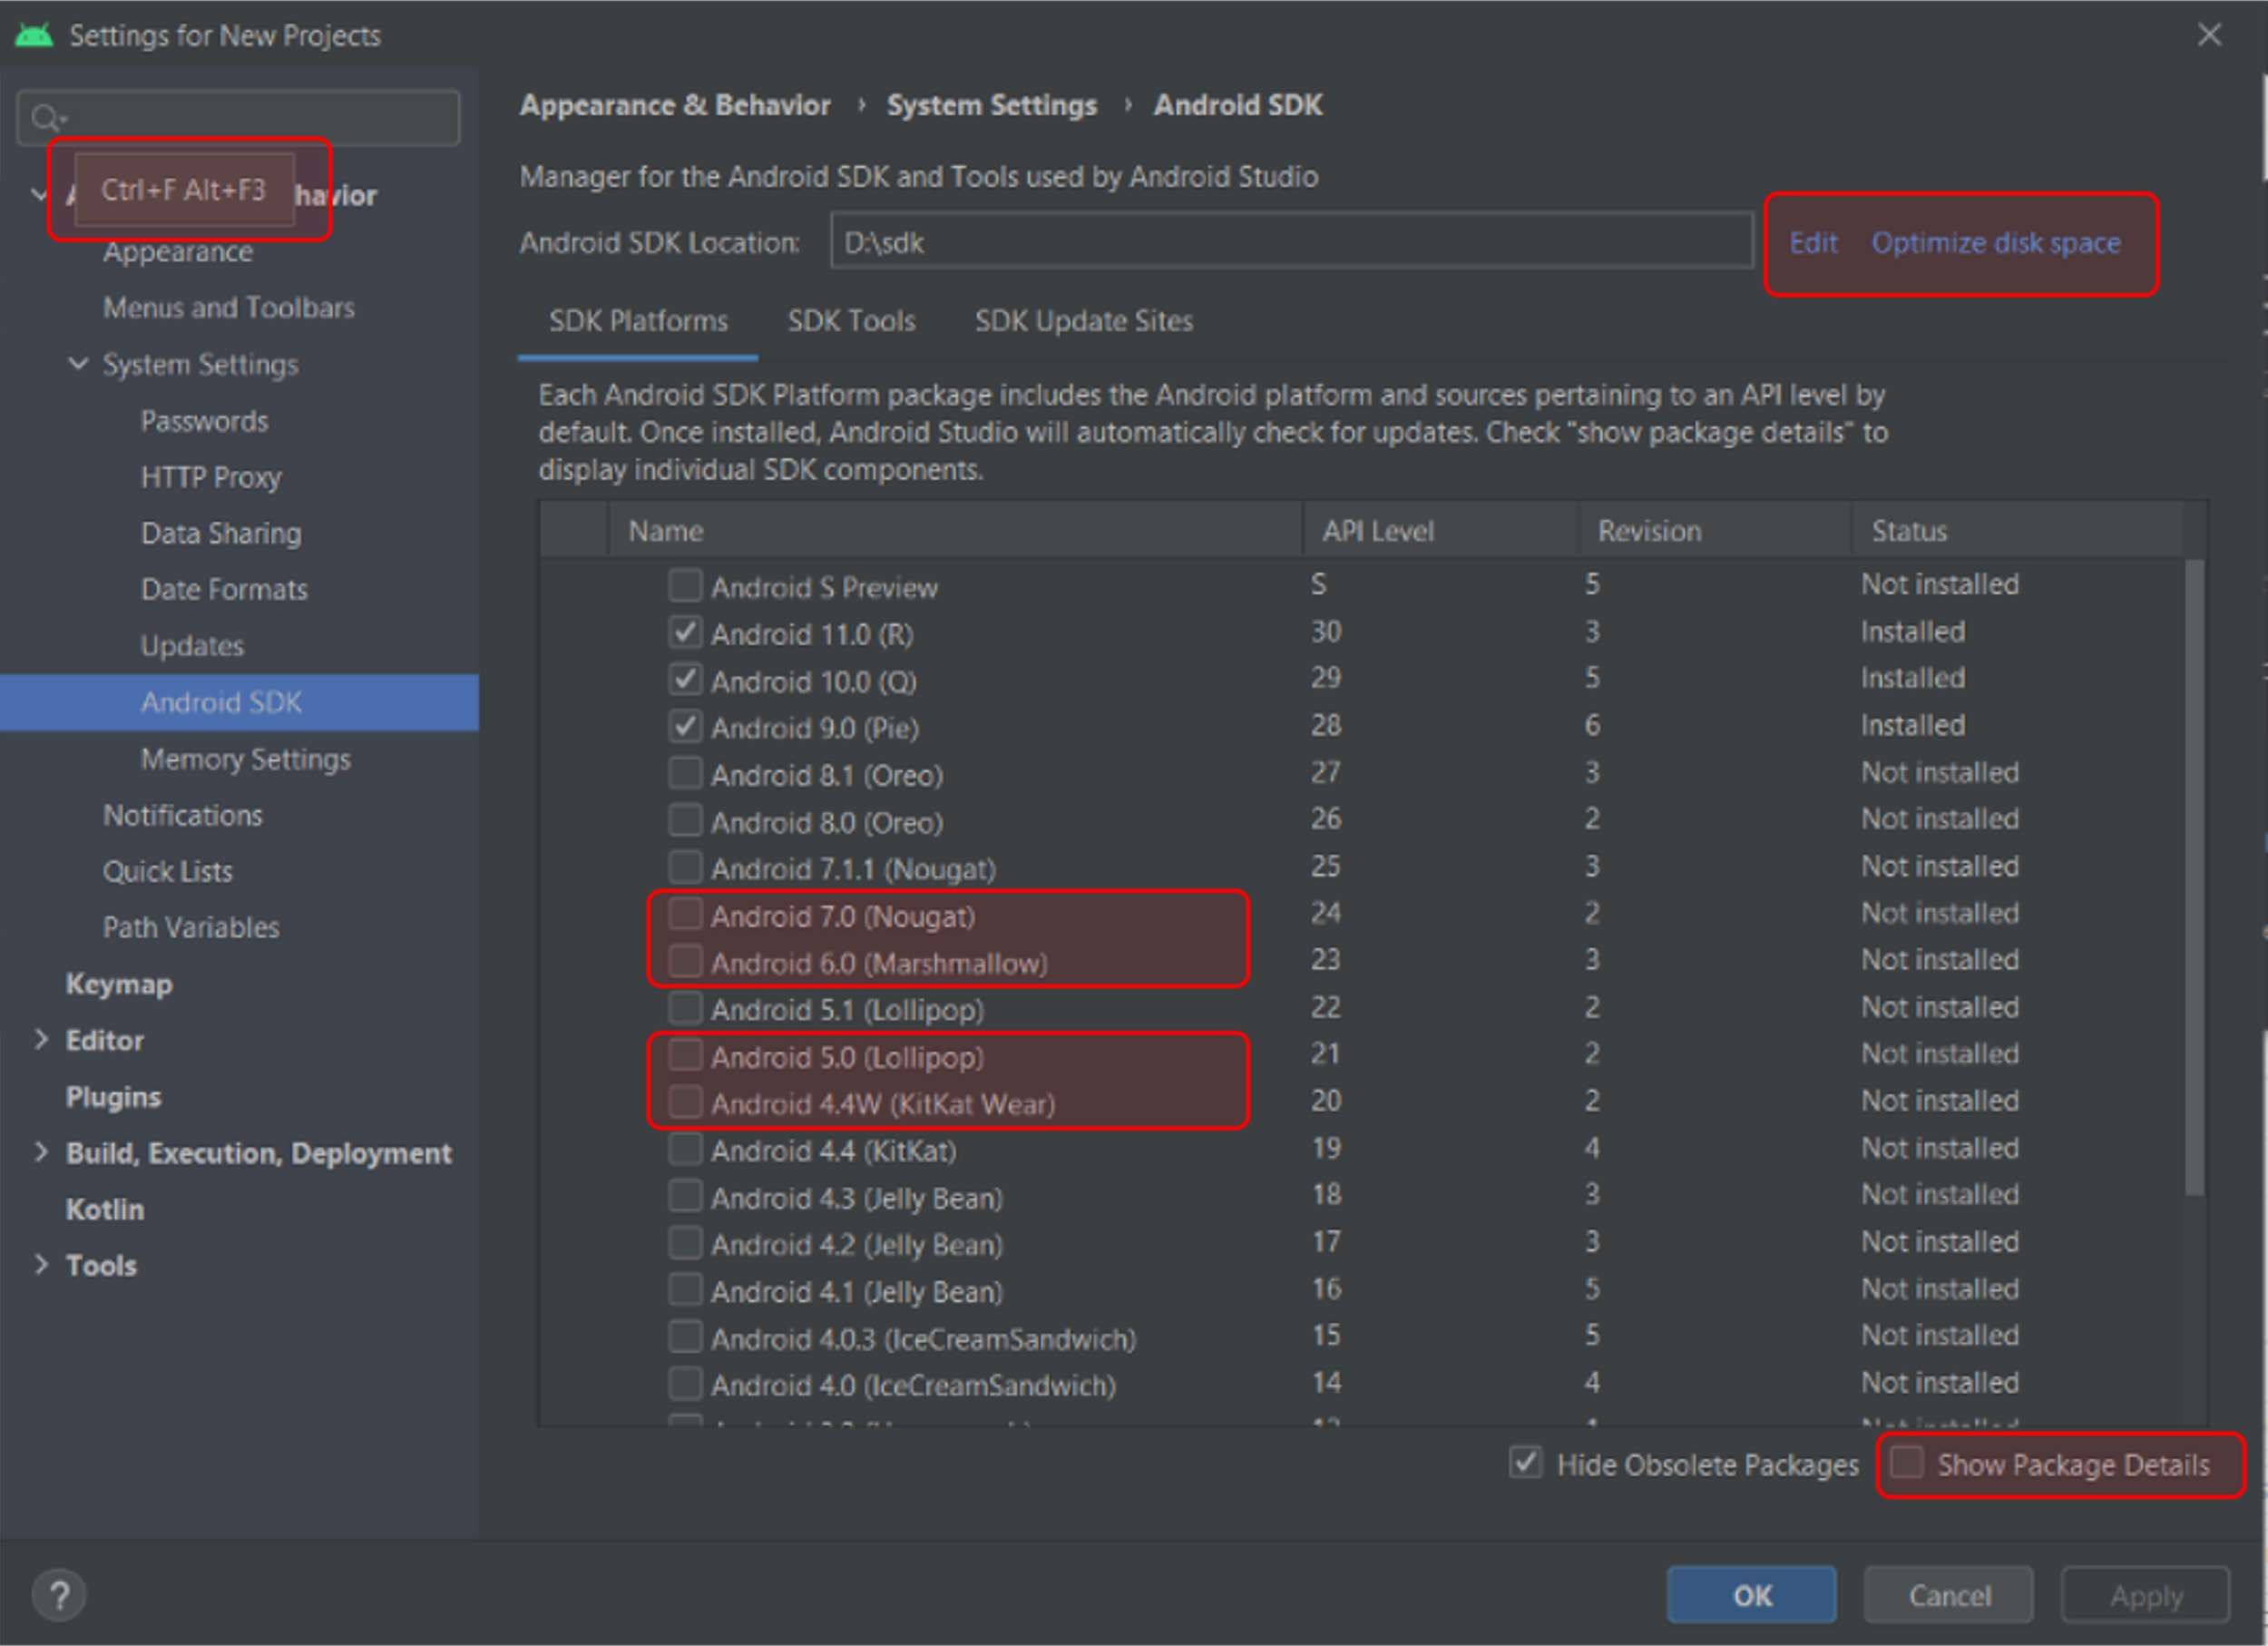 Settings for New Projects
Ctrl+F Alt+F3
havior
Appearance
Menus and Toolbars
System Settings
Passwords
HTTP Proxy
Data Sharing
Date Formats
Updates
Android SDK
Memory Settings
Notifications
Quick Lists
Path Variables
Keymap
Editor
Plugins
Build, Execution, Deployment
Kotlin
Tools
Appearance & Behavior › System Settings › Android SDK
Manager for the Android SDK and Tools used by Android Studio
Android SDK Location: D:\sdk Edit Optimize disk space
SDK Platforms SDK Tools SDK Update Sites
Each Android SDK Platform package includes the Android platform and sources pertaining to an API level by
default. Once installed, Android Studio will automatically check for updates. Check "show package details" to
display individual SDK components.
Name API Level Revision Status
Android S Preview S 5 Not installed
Android 11.0 (R) 30 3 Installed
Android 10.0 (Q) 29 5 Installed
Android 9.0 (Pie) 28 6 Installed
Android 8.1 (Oreo) 27 3 Not installed
Android 8.0 (Oreo) 26 2 Not installed
Android 7.1.1 (Nougat) 25 3 Not installed
Android 7.0 (Nougat) 24 2 Not installed
Android 6.0 (Marshmallow) 23 3 Not installed
Android 5.1 (Lollipop) 22 2 Not installed
Android 5.0 (Lollipop) 21 2 Not installed
Android 4.4W (KitKat Wear) 20 2 Not installed
Android 4.4 (KitKat) 19 4 Not installed
Android 4.3 (Jelly Bean) 18 3 Not installed
Android 4.2 (Jelly Bean) 17 3 Not installed
Android 4.1 (Jelly Bean) 16 5 Not installed
Android 4.0.3 (IceCreamSandwich) 15 5 Not installed
Android 4.0 (IceCreamSandwich) 14 4 Not installed
Hide Obsolete Packages Show Package Details
? OK Cancel Apply